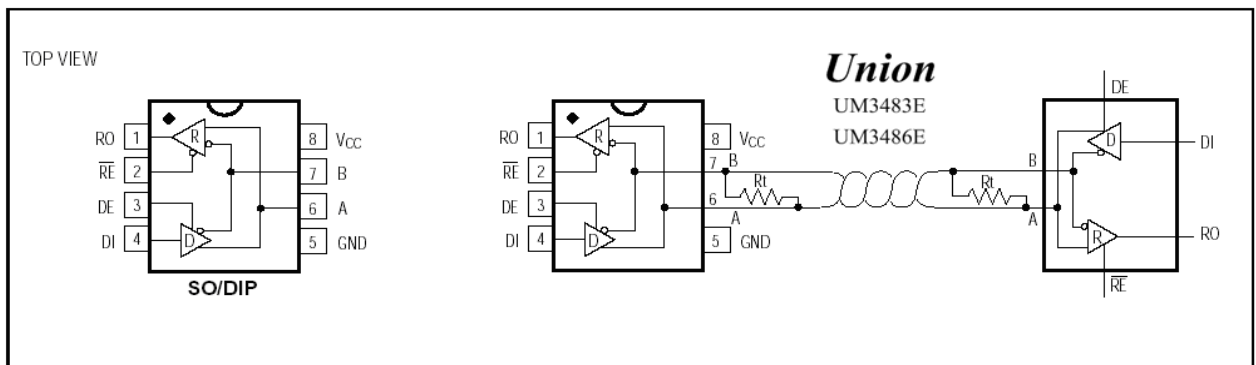 TOP VIEW
Union
UM3483E
UM3486E
RO 1
RE 2
DE 3
DI 4
R
D
8 VCC
7 B
6 A
5 GND
SO/DIP
RO 1
RE 2
DE 3
DI 4
R
D
8 VCC
7 B
6
A
5 GND
Rt
Rt
B
A
DE
D
DI
R
RO
RE